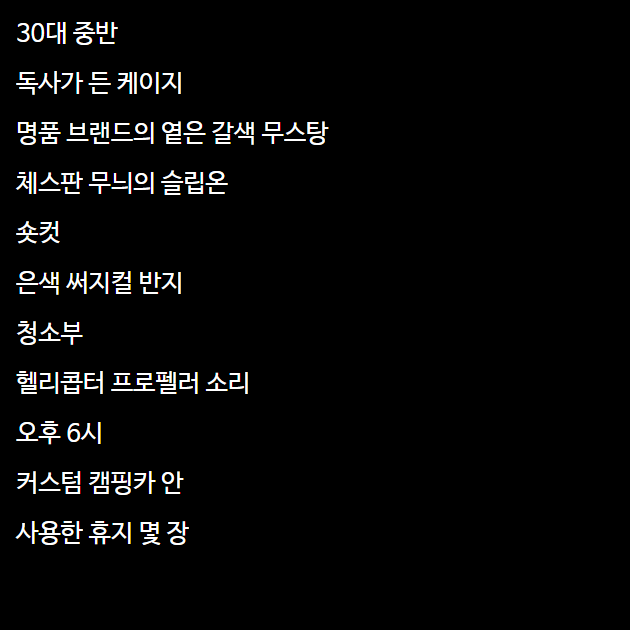 30대 중반
독사가 든 케이지
명품 브랜드의 옅은 갈색 무스탕
체스판 무늬의 슬립온
숏컷
은색 써지컬 반지
청소부
헬리콥터 프로펠러 소리
오후 6시
커스텀 캠핑카 안
사용한 휴지 몇 장